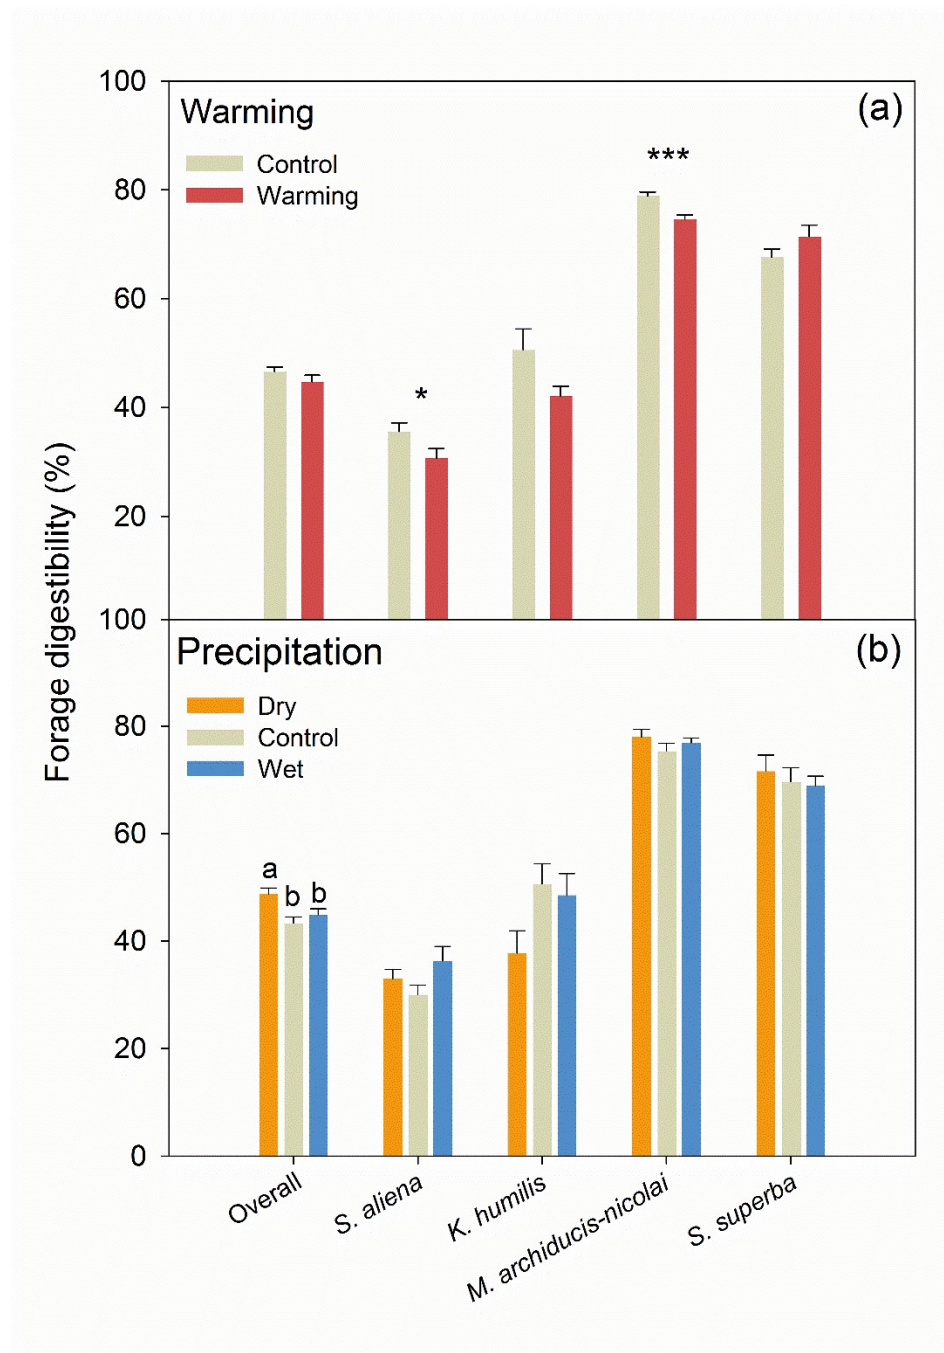 100
Warming
(a)
Control
Warming
***
80
60
*
40
20
Forage digestibility (%)
100
Precipitation
(b)
Dry
Control
Wet
80
60
a
b
b
40
20
0
Overall
S. aliena
K. humilis
M. archiducis-nicolai
S. superba